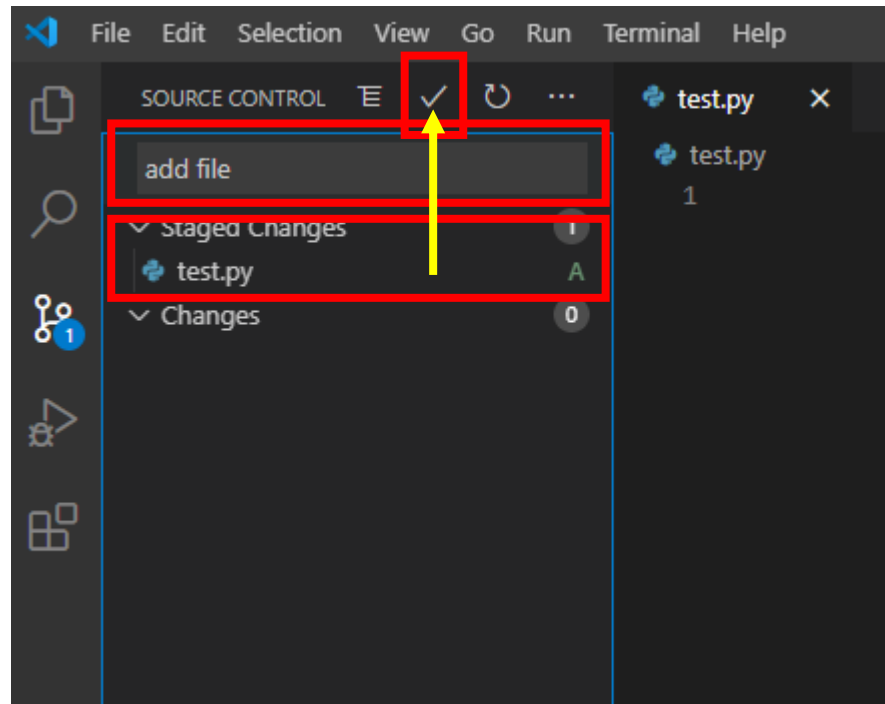 File Edit Selection View Go Run Terminal Help
SOURCE CONTROL
test.py
add file
test.py
1
Staged Changes 1
test.py A
Changes 0
1